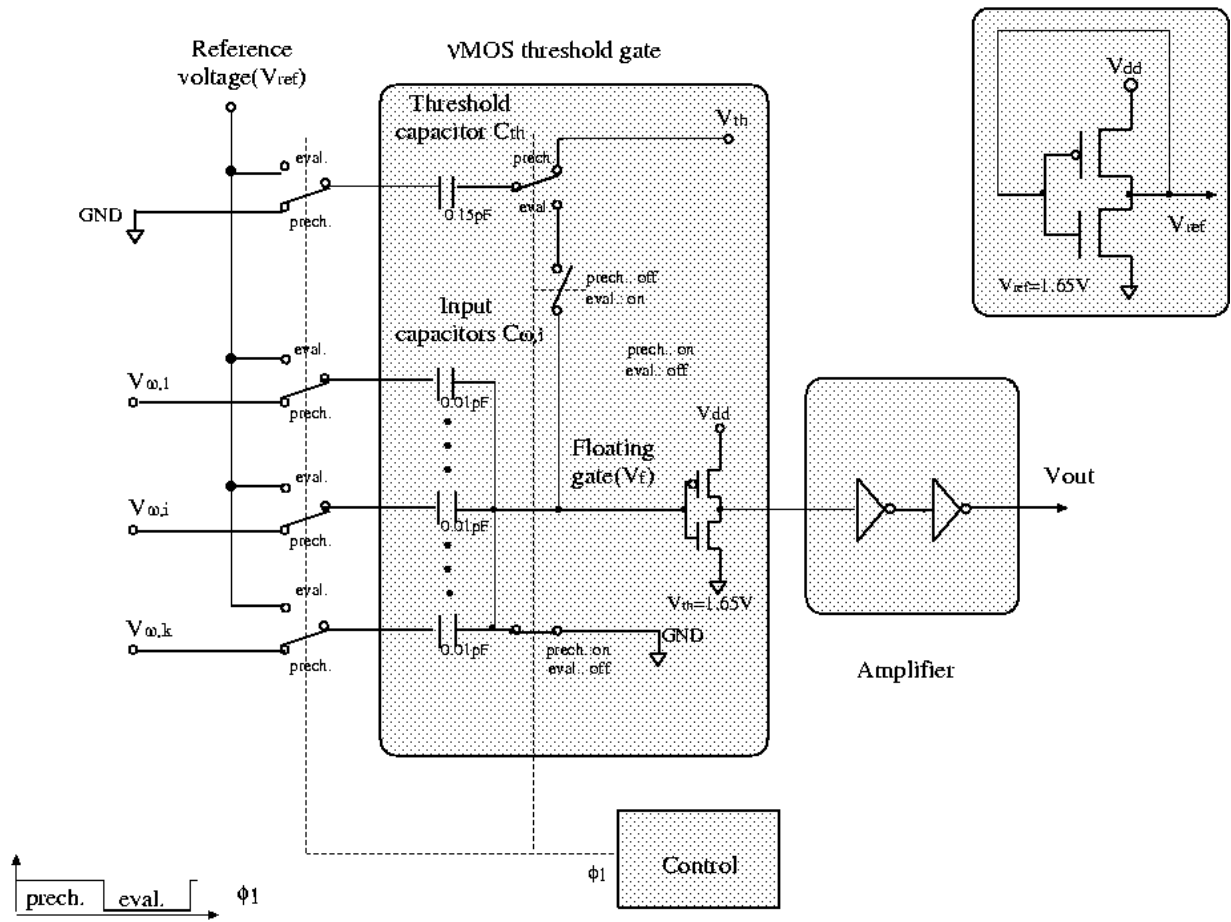 Reference
voltage(Vref)
νMOS threshold gate
Threshold
capacitor Cth
Vth
prech.
eval.
0.15pF
eval.
prech.
GND
prech.. off
eval.: on
Input
capacitors Cω,i
prech.. on
eval.: off
eval.
Vω,1
prech.
0.01pF
Floating
gate(Vf)
Vdd
eval.
Vω,i
prech.
0.01pF
Vth=1.65V
eval.
Vω,k
prech.
0.01pF
prech.. on
eval.. off
GND
Vout
Amplifier
Vdd
Vref
Vref=1.65V
Control
ϕ1
prech.
eval.
ϕ1